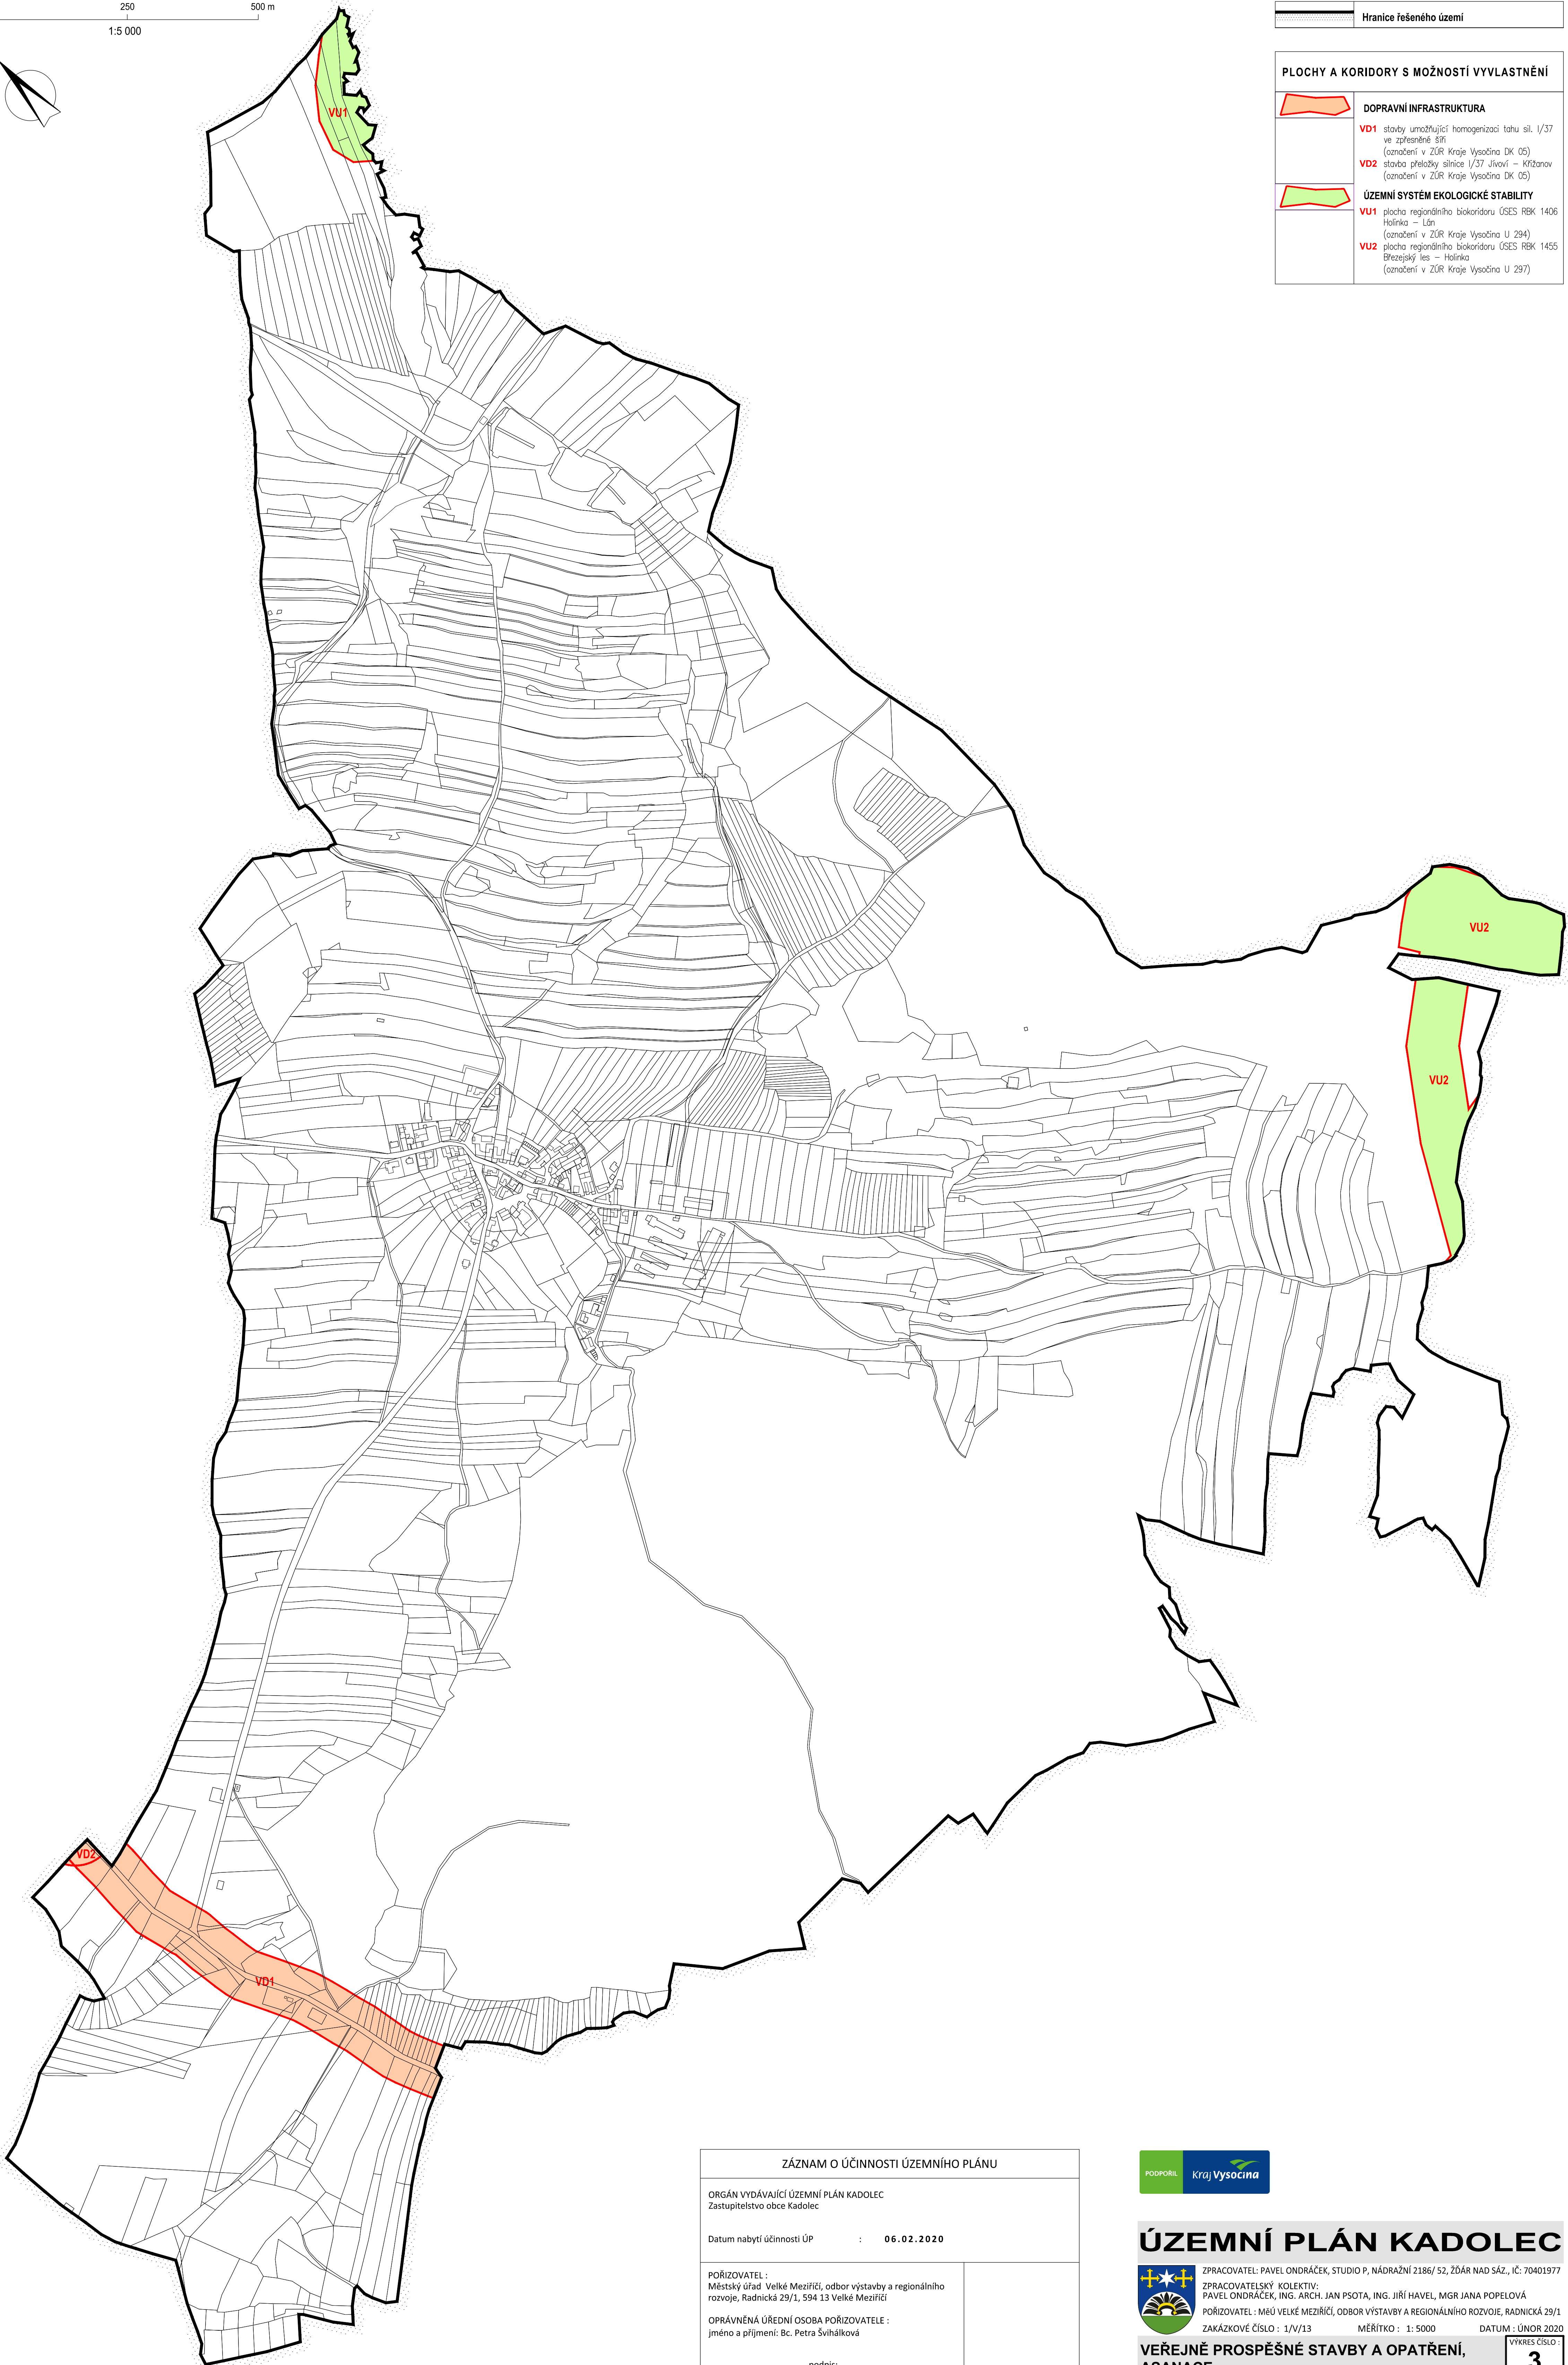 250
500 m
1:5 000
Hranice řešeného území
PLOCHY A KORIDORY S MOŽNOSTÍ VYVLASTNĚNÍ
DOPRAVNÍ INFRASTRUKTURA
VD1 stavby umožňující homogenizaci tahu sil. I/37
ve zpřesněné šíři
(označení v ZÚR Kraje Vysočina DK 05)
VD2 stavba přeložky silnice I/37 Jívoví – Křižanov
(označení v ZÚR Kraje Vysočina DK 05)
ÚZEMNÍ SYSTÉM EKOLOGICKÉ STABILITY
VU1 plocha regionálního biokoridoru ÚSES RBK 1406
Holinka – Lán
(označení v ZÚR Kraje Vysočina U 294)
VU2 plocha regionálního biokoridoru ÚSES RBK 1455
Březejský les – Holinka
(označení v ZÚR Kraje Vysočina U 297)
VU1
VU2
VU2
VD2
VD1
ZÁZNAM O ÚČINNOSTI ÚZEMNÍHO PLÁNU
ORGÁN VYDÁVAJÍCÍ ÚZEMNÍ PLÁN KADOLEC
Zastupitelstvo obce Kadolec
Datum nabytí účinnosti ÚP : 06.02.2020
POŘIZOVATEL :
Městský úřad Velké Meziříčí, odbor výstavby a regionálního
rozvoje, Radnická 29/1, 594 13 Velké Meziříčí
OPRÁVNĚNÁ ÚŘEDNÍ OSOBA POŘIZOVATELE :
jméno a příjmení: Bc. Petra Švihálková
podpis:
PODPOŘIL
Kraj Vysočina
ÚZEMNÍ PLÁN KADOLEC
ZPRACOVATEL: PAVEL ONDRÁČEK, STUDIO P, NÁDRAŽNÍ 2186/ 52, ŽĎÁR NAD SÁZ., IČ: 70401977
ZPRACOVATELSKÝ KOLEKTIV:
PAVEL ONDRÁČEK, ING. ARCH. JAN PSOTA, ING. JIŘÍ HAVEL, MGR JANA POPELOVÁ
POŘIZOVATEL : MěÚ VELKÉ MEZIŘÍČÍ, ODBOR VÝSTAVBY A REGIONÁLNÍHO ROZVOJE, RADNICKÁ 29/1
ZAKÁZKOVÉ ČÍSLO : 1/V/13 MĚŘÍTKO : 1: 5000 DATUM : ÚNOR 2020
VEŘEJNĚ PROSPĚŠNÉ STAVBY A OPATŘENÍ,
ASANACE
VÝKRES ČÍSLO :
3